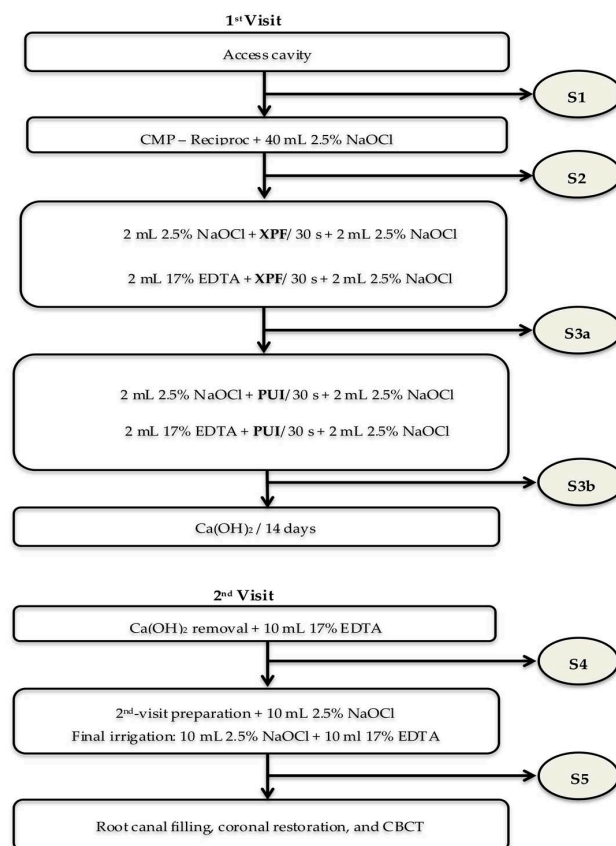 1st Visit
Access cavity
S1
CMP – Reciproc + 40 mL 2.5% NaOCl
S2
2 mL 2.5% NaOCl + XPF/ 30 s + 2 mL 2.5% NaOCl
2 mL 17% EDTA + XPF/ 30 s + 2 mL 2.5% NaOCl
S3a
2 mL 2.5% NaOCl + PUI/30 s + 2 mL 2.5% NaOCl
2 mL 17% EDTA + PUI/30 s + 2 mL 2.5% NaOCl
S3b
Ca(OH)2 / 14 days
2nd Visit
Ca(OH)2 removal + 10 mL 17% EDTA
S4
2nd-visit preparation + 10 mL 2.5% NaOCl
Final irrigation: 10 mL 2.5% NaOCl + 10 ml 17% EDTA
S5
Root canal filling, coronal restoration, and CBCT